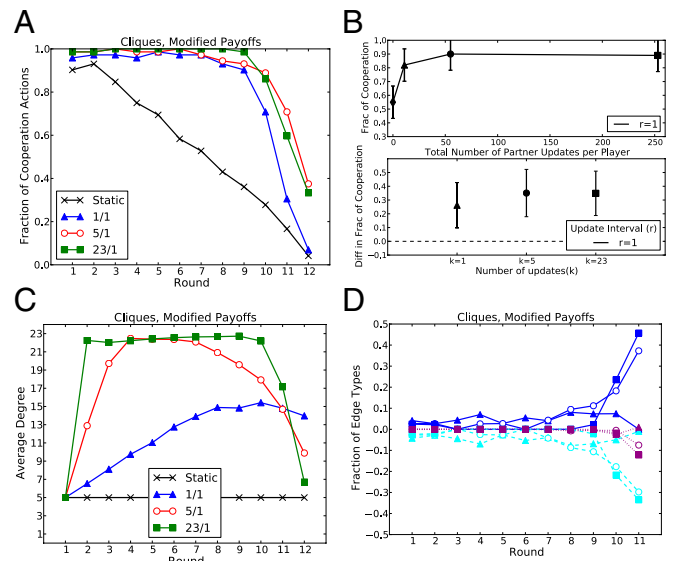 A
Cliques, Modified Payoffs
1.0
0.8
0.6
0.4
0.2
0.0
Fraction of Cooperation Actions
Static
1/1
5/1
23/1
1 2 3 4 5 6 7 8 9 10 11 12
Round
B
1.0
0.9
0.8
0.7
0.6
0.5
0.4
0.3
Frac of Cooperation
r=1
0 50 100 150 200 250
Total Number of Partner Updates per Player
0.5
0.4
0.3
0.2
0.1
0.0
−0.1
Diff in Frac of Cooperation
Update Interval (r)
r=1
k=1 k=5 k=23
Number of updates(k)
C
Cliques, Modified Payoffs
23
21
19
17
15
13
11
9
7
5
3
1
Average Degree
Static
1/1
5/1
23/1
1 2 3 4 5 6 7 8 9 10 11 12
Round
D
Cliques, Modified Payoffs
0.5
0.4
0.3
0.2
0.1
0.0
−0.1
−0.2
−0.3
−0.4
−0.5
Fraction of Edge Types
1 2 3 4 5 6 7 8 9 10 11
Round